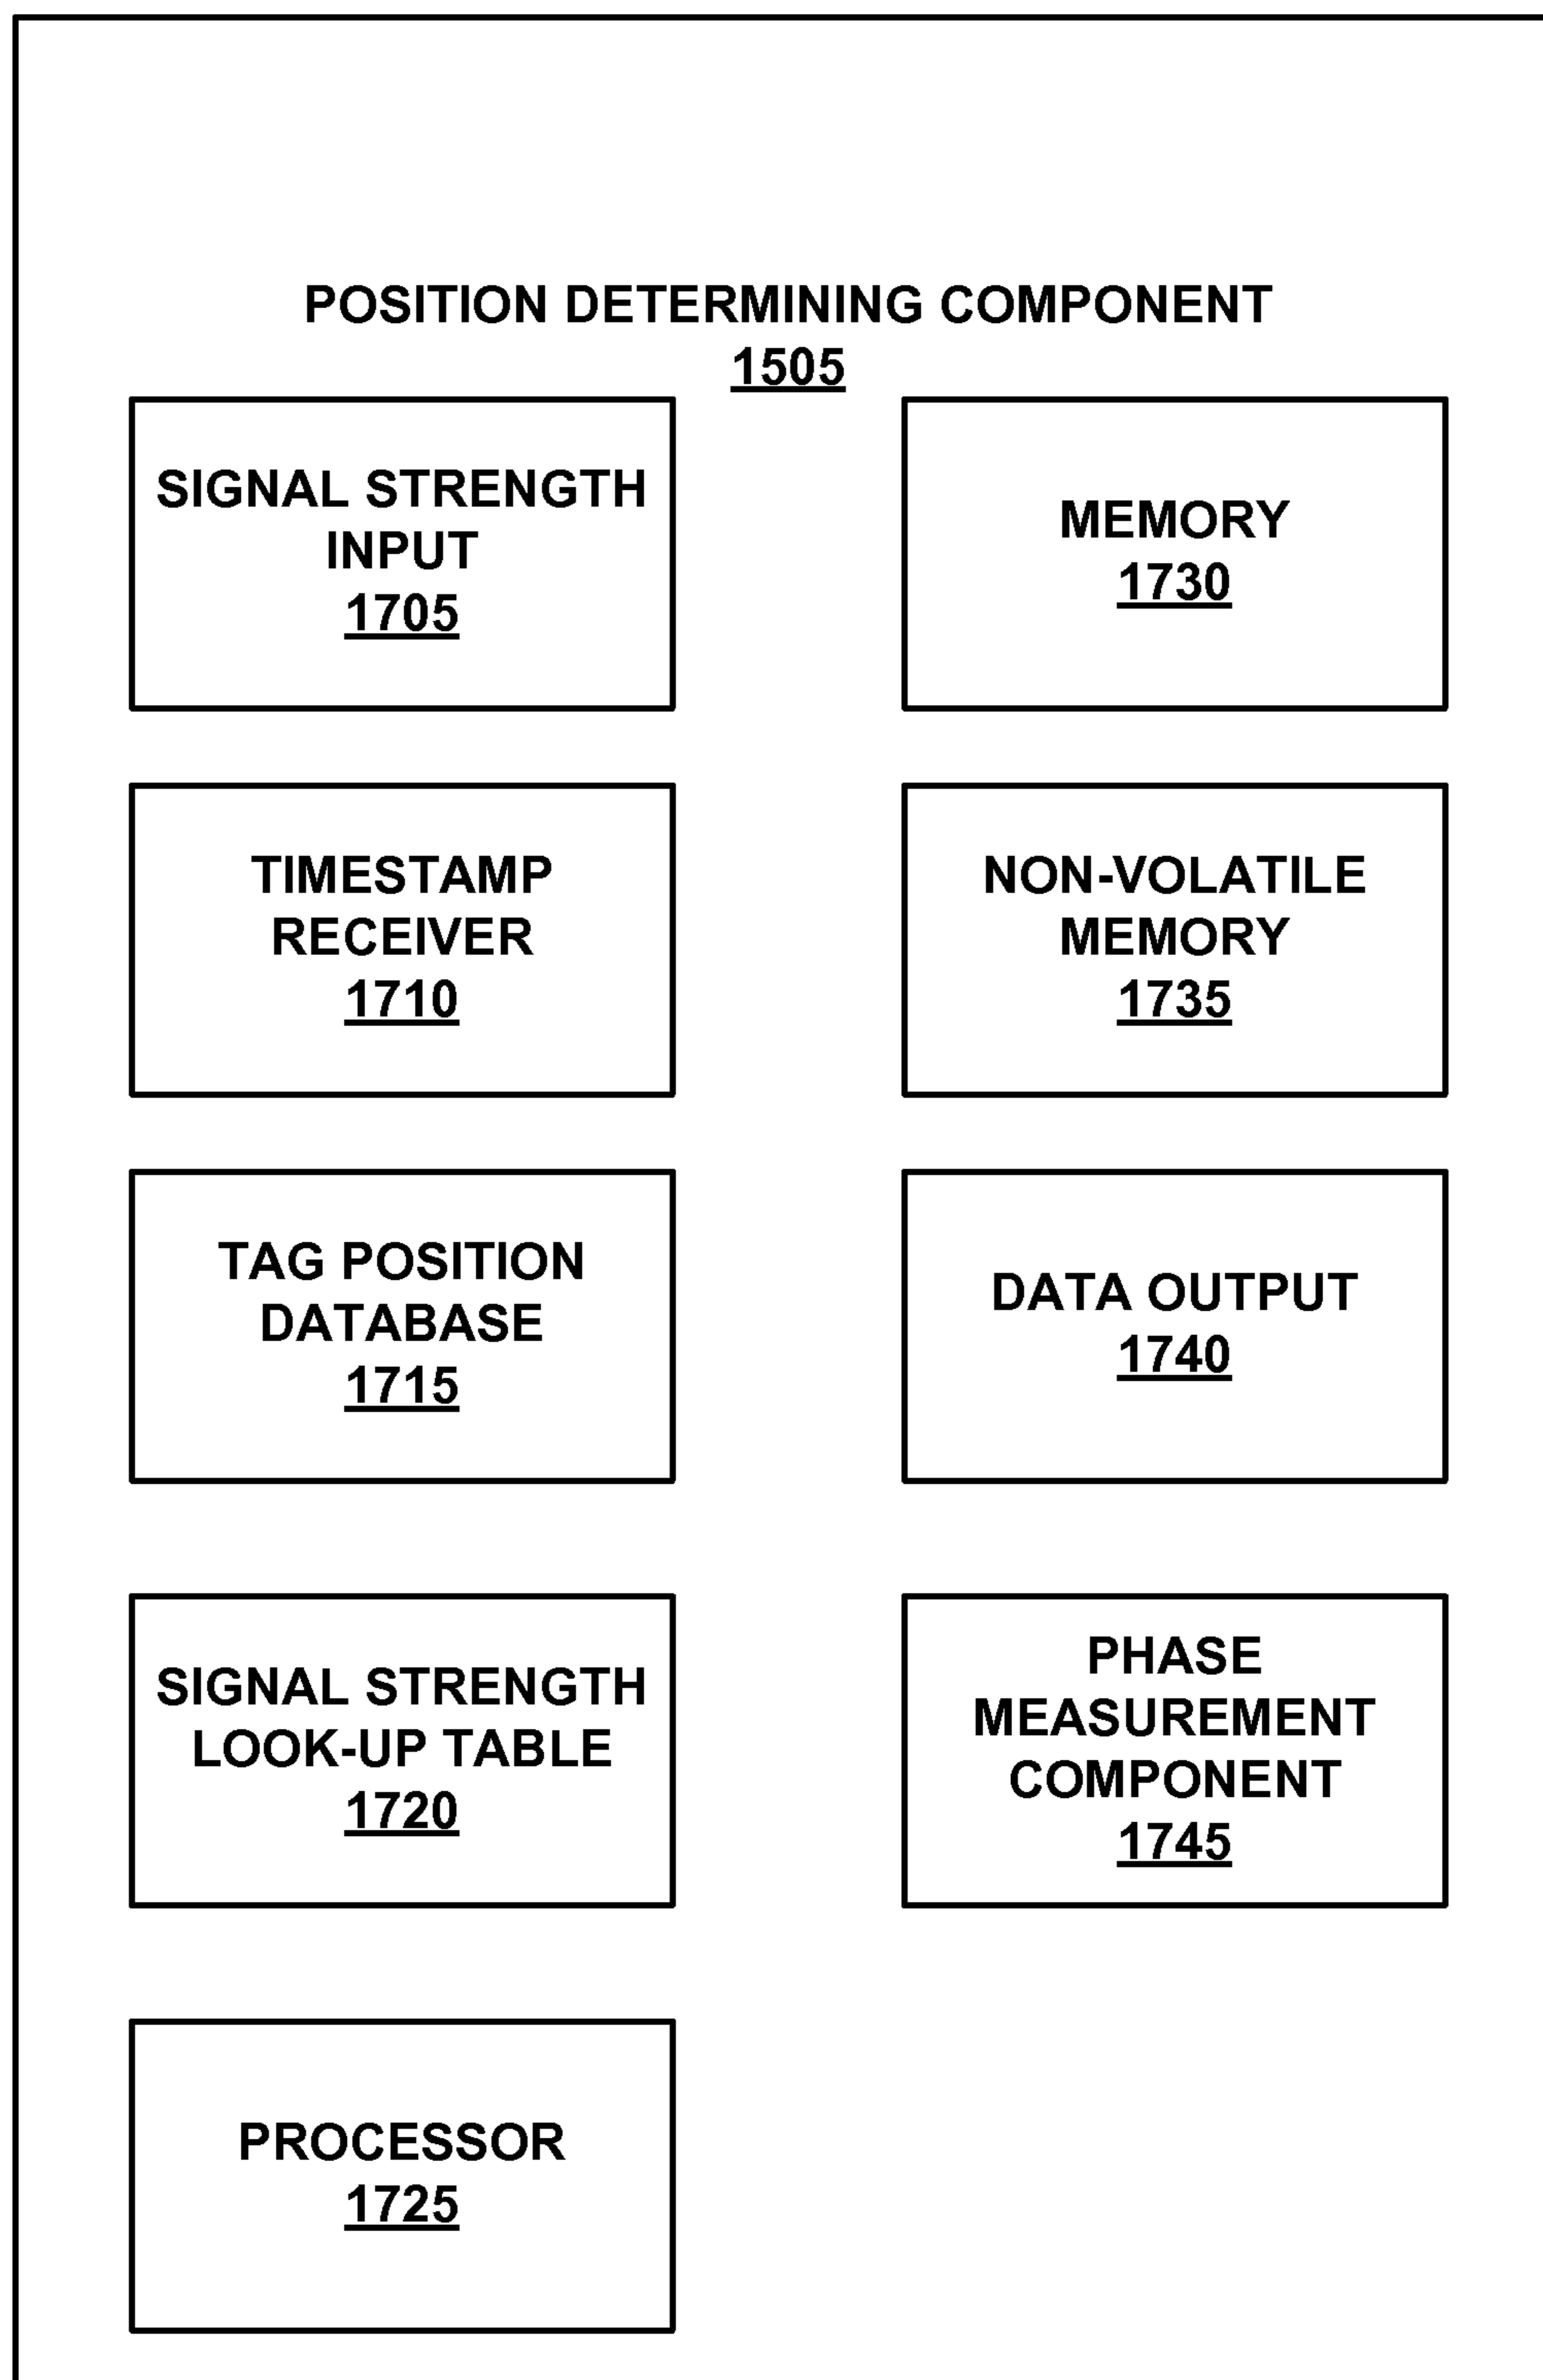 POSITION DETERMINING COMPONENT
1505
SIGNAL STRENGTH
INPUT
1705
MEMORY
1730
TIMESTAMP
RECEIVER
1710
NON-VOLATILE
MEMORY
1735
TAG POSITION
DATABASE
1715
DATA OUTPUT
1740
SIGNAL STRENGTH
LOOK-UP TABLE
1720
PHASE
MEASUREMENT
COMPONENT
1745
PROCESSOR
1725